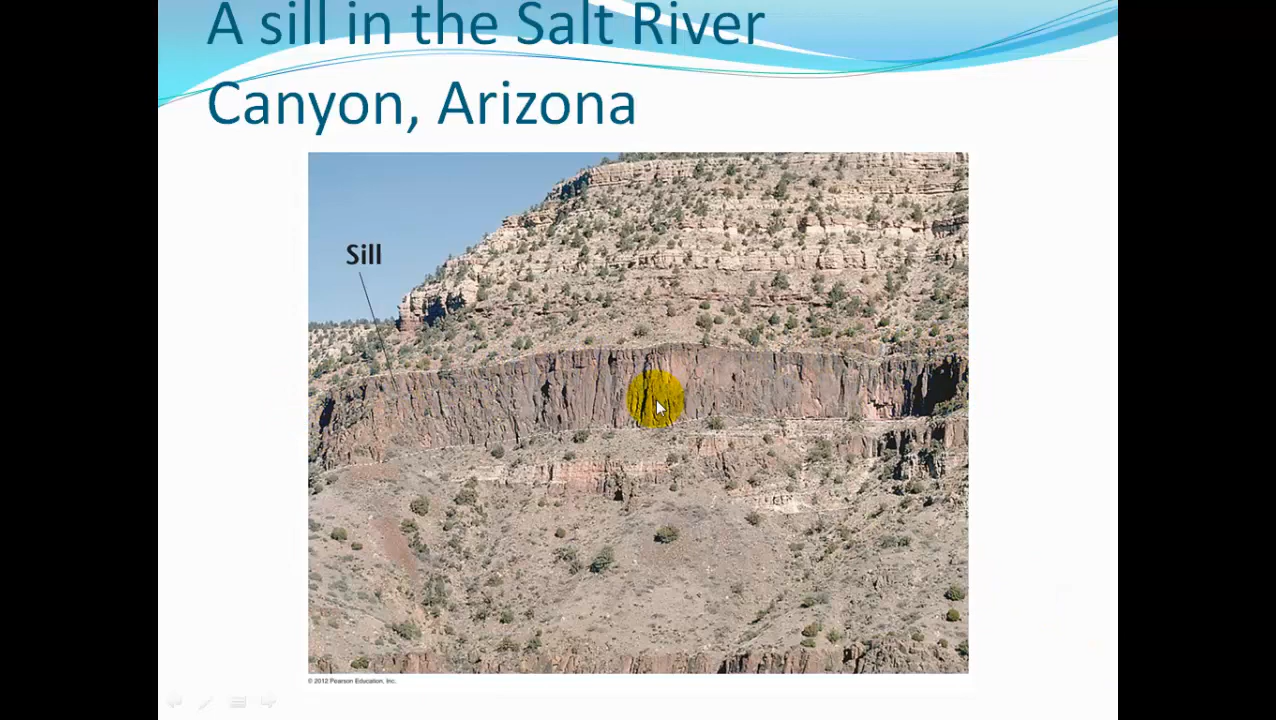 A sill in the Salt River
Canyon, Arizona
Sill
© 2012 Pearson Education, Inc.